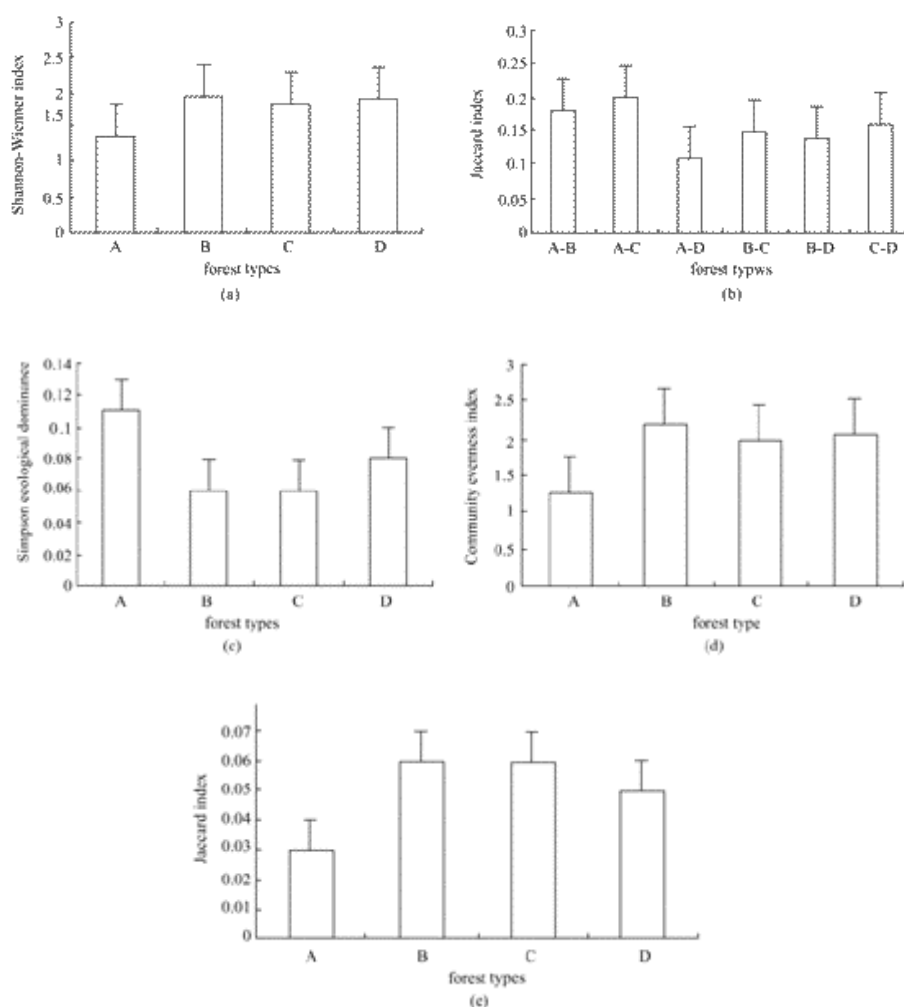 3
2.5
2
1.5
1
0.5
0
Shannon-Wienner index
A B C D
forest types
(a)
0.3
0.25
0.2
0.15
0.1
0.05
0
Jaccard index
A-B A-C A-D B-C B-D C-D
forest typws
(b)
0.14
0.12
0.1
0.08
0.06
0.04
0.02
0
Simpson ecological dominance
A B C D
forest types
(c)
3
2.5
2
1.5
1
0.5
0
Community evenness index
A B C D
forest type
(d)
0.07
0.06
0.05
0.04
0.03
0.02
0.01
0
Jaccard index
A B C D
forest types
(e)